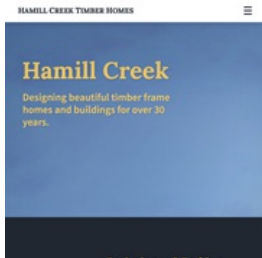 HAMILL CREEK TIMBER HOMES
Hamill Creek
Designing beautiful timber frame
homes and buildings for over 30
years.